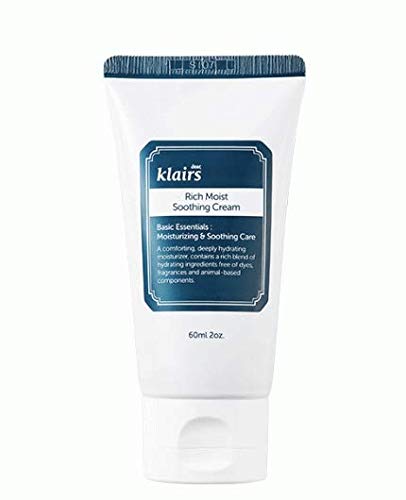 S107
dear,
klairs
Rich Moist
Soothing Cream
Basic Essentials :
Moisturizing & Soothing Care
A comforting, deeply hydrating
moisturizer, contains a rich blend of
hydrating ingredients free of dyes,
fragrances and animal-based
components.
60ml 2oz.